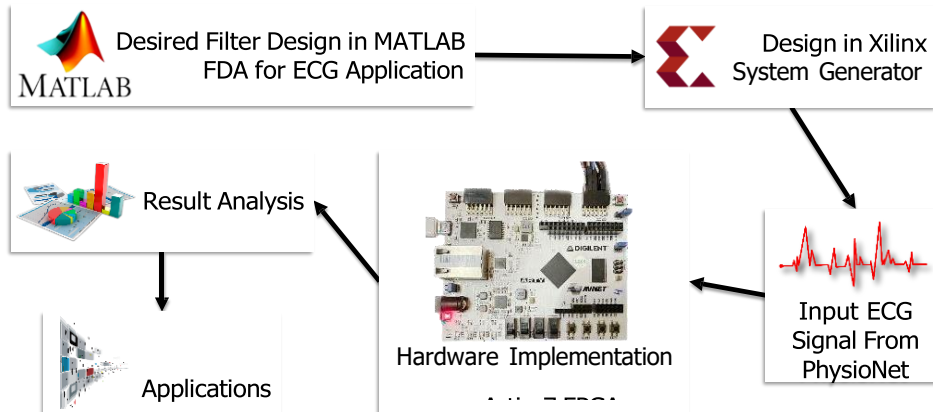 Desired Filter Design in MATLAB
FDA for ECG Application
MATLAB
Design in Xilinx
System Generator
Result Analysis
DIGILENT
ARTY
AVNET
Hardware Implementation
Input ECG
Signal From
PhysioNet
Applications